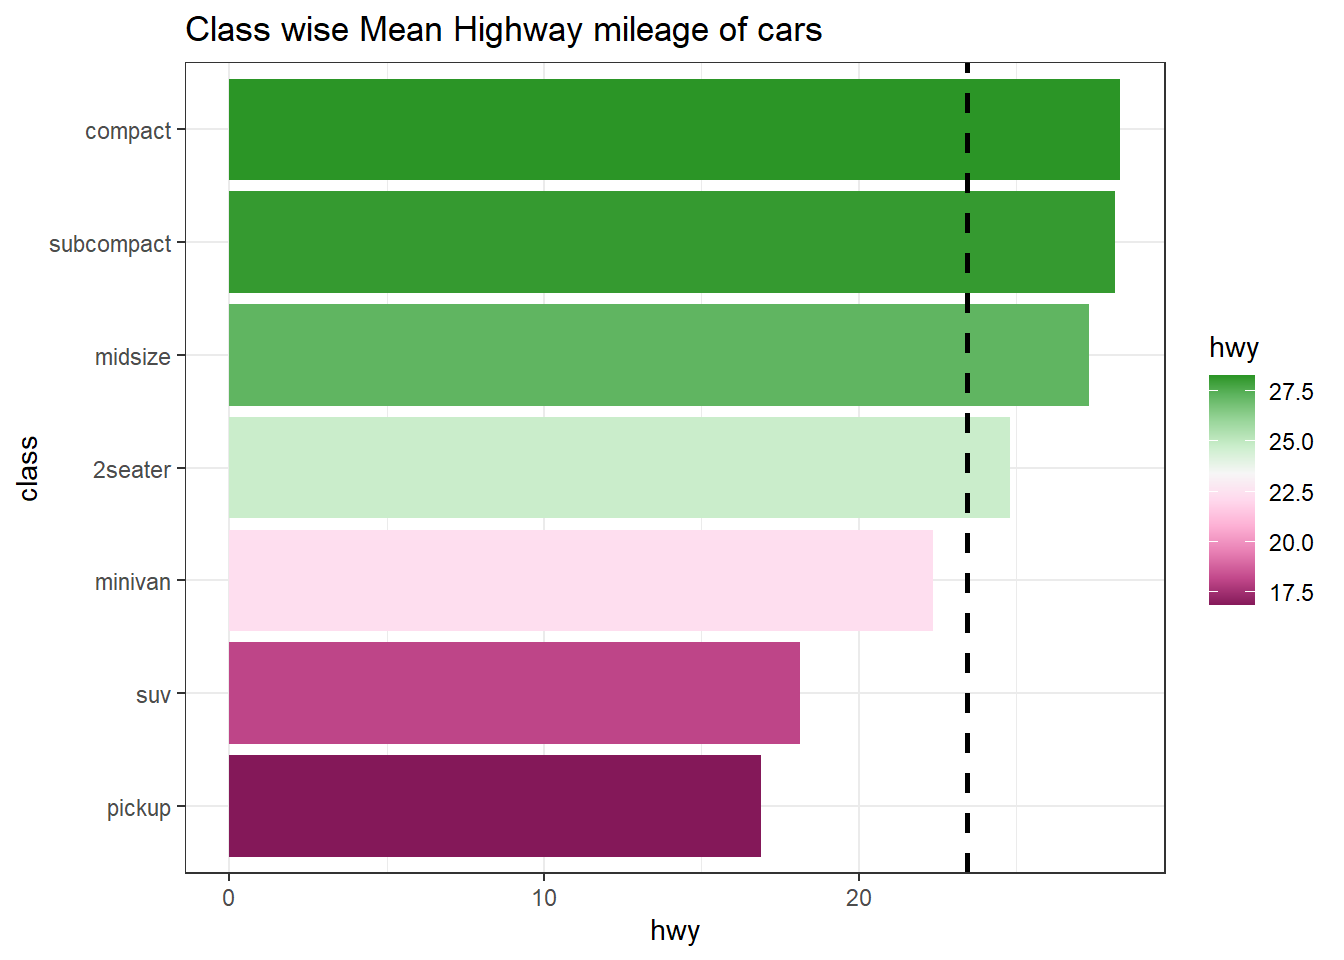 Class wise Mean Highway mileage of cars
compact
subcompact
midsize
2seater
minivan
suv
pickup
class
0 10 20
hwy
hwy
27.5
25.0
22.5
20.0
17.5